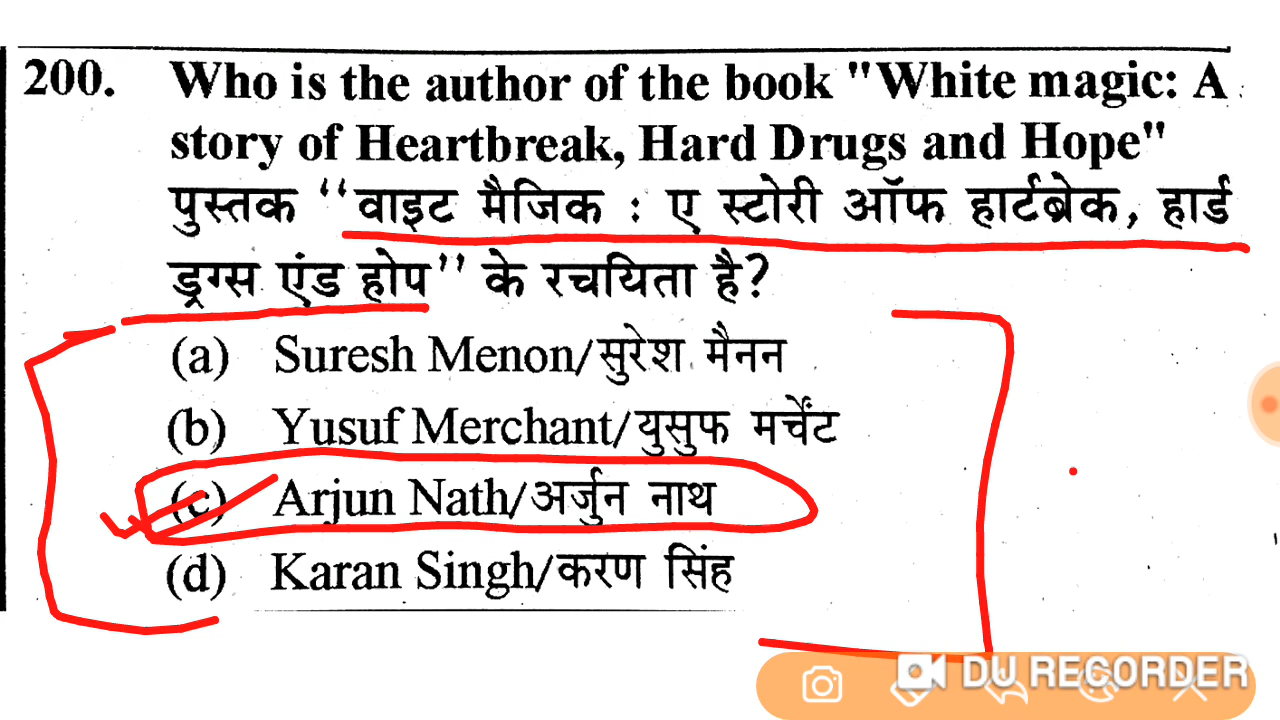 200. Who is the author of the book "White magic: A
story of Heartbreak, Hard Drugs and Hope"
पुस्तक ‘‘वाइट मैजिक : ए स्टोरी ऑफ हार्टब्रेक, हार्ड
ड्रग्स एंड होप’’ के रचयिता है?
(a) Suresh Menon/सुरेश मैनन
(b) Yusuf Merchant/युसुफ मर्चेंट
(c) Arjun Nath/अर्जुन नाथ
(d) Karan Singh/करण सिंह
DU RECORDER